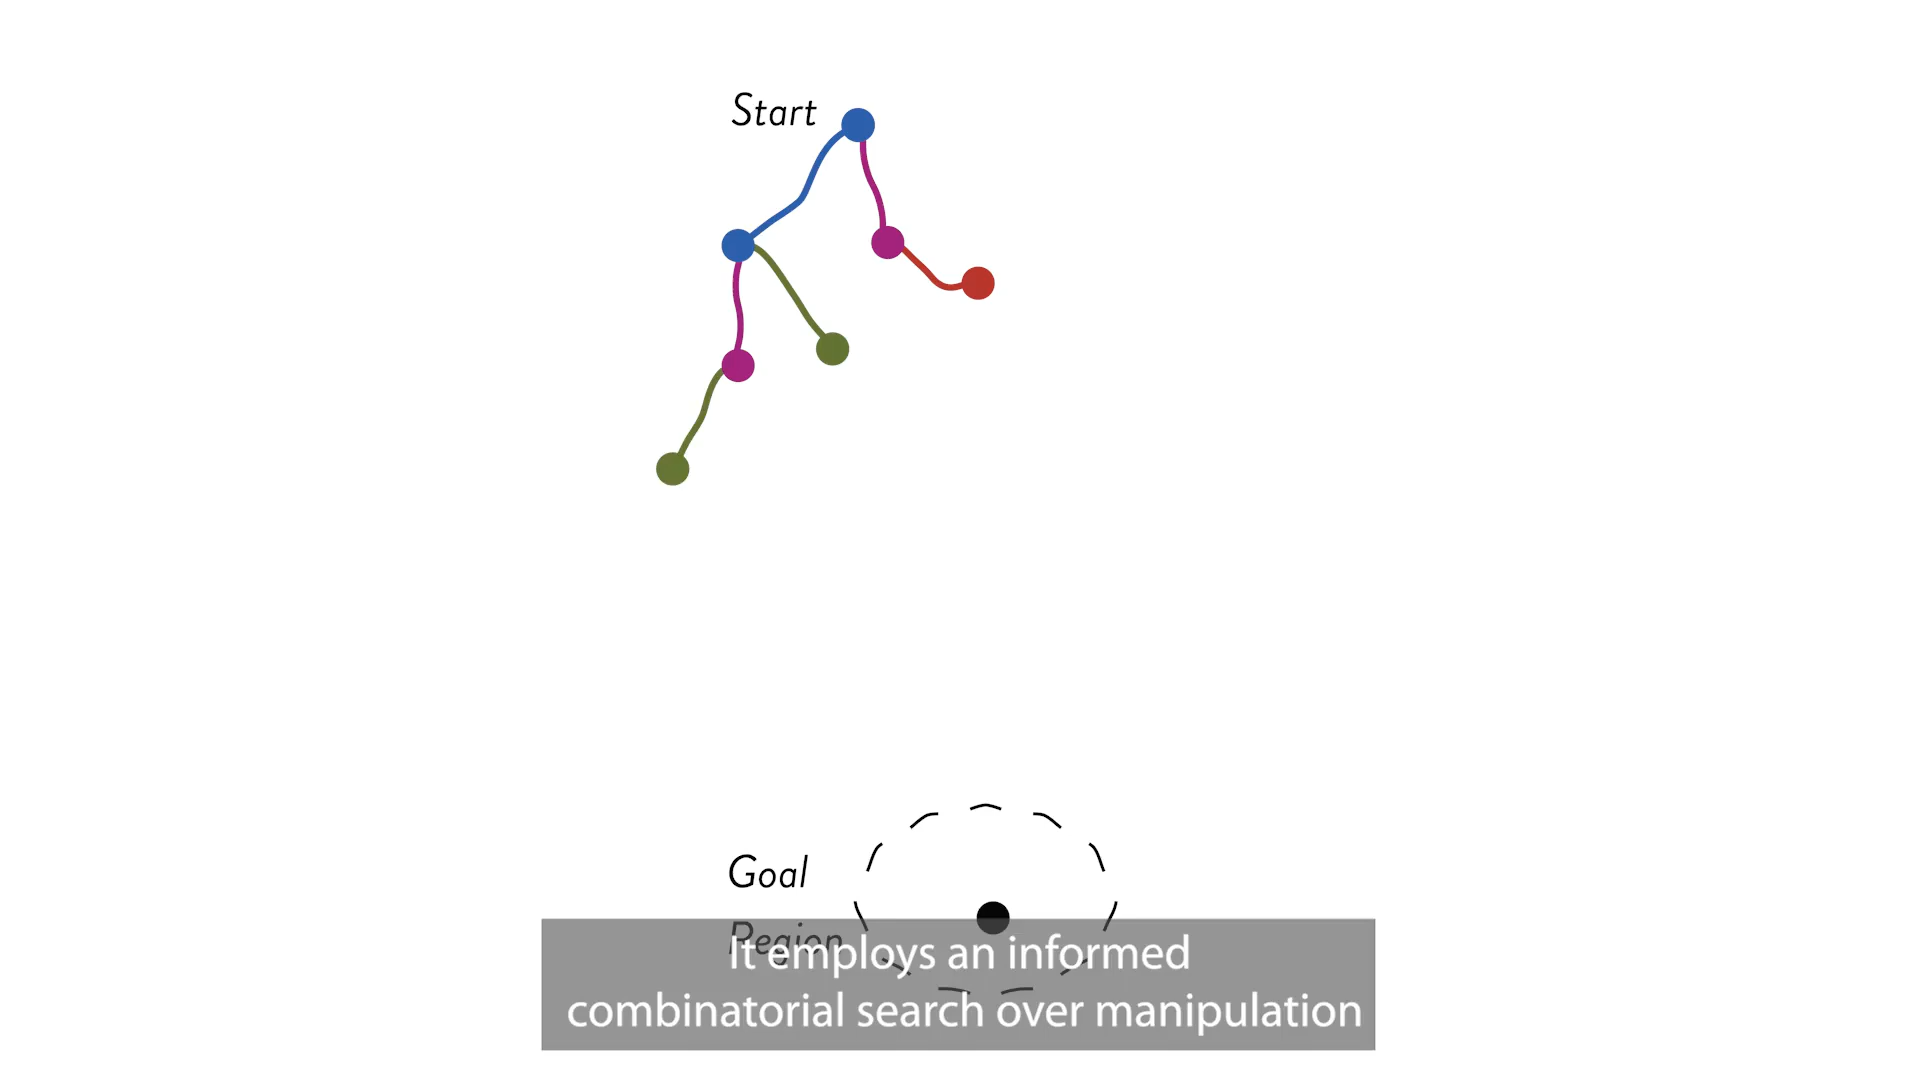 Start
Goal
Region
It employs an informed
combinatorial search over manipulation